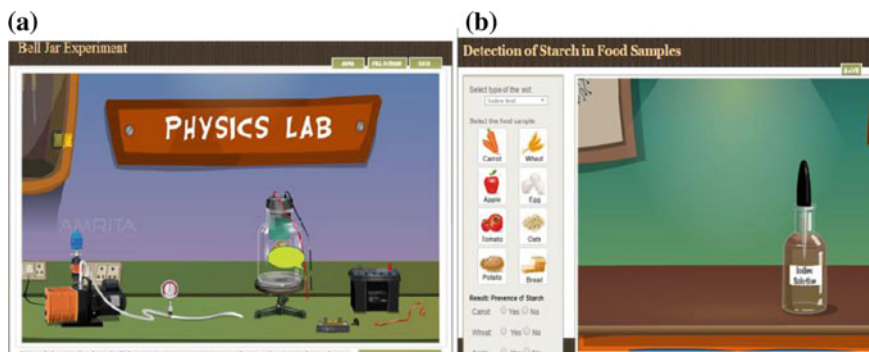 (a)
Bell Jar Experiment
PHYSICS LAB
AMRITA
(b)
Detection of Starch in Food Samples
SAVE
Select type of the test:
Iodine test
Select the food sample:
Carrot Wheat
Apple Egg
Tomato Oats
Potato Bread
Iodine
Solution
Result: Presence of Starch
Carrot Yes No
Wheat Yes No